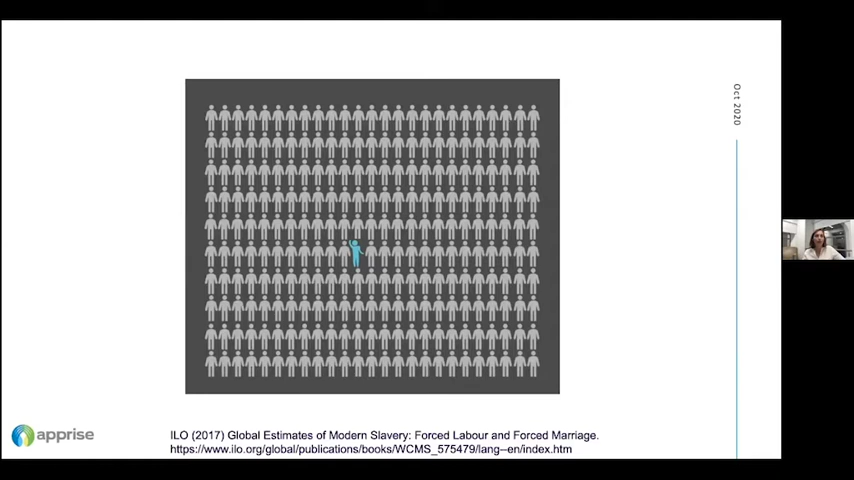 Oct 2020
apprise
ILO (2017) Global Estimates of Modern Slavery: Forced Labour and Forced Marriage.
https://www.ilo.org/global/publications/books/WCMS_575479/lang--en/index.htm